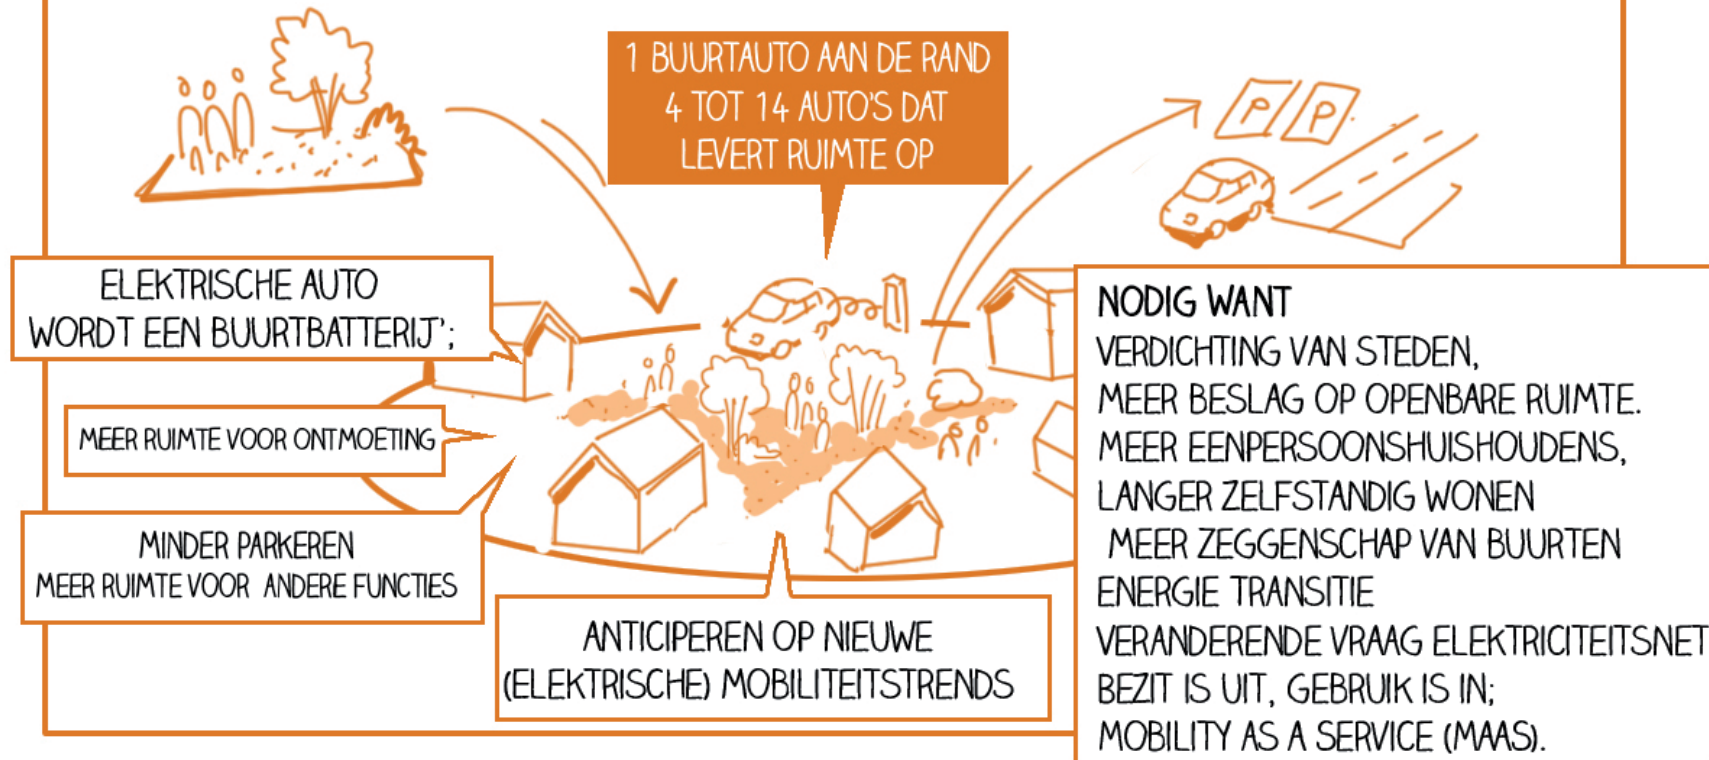 1 BUURTAUTO AAN DE RAND
4 TOT 14 AUTO'S DAT
LEVERT RUIMTE OP
P P
ELEKTRISCHE AUTO
WORDT EEN BUURTBATTERIJ';
MEER RUIMTE VOOR ONTMOETING
MINDER PARKEREN
MEER RUIMTE VOOR ANDERE FUNCTIES
ANTICIPEREN OP NIEUWE
(ELEKTRISCHE) MOBILITEITSTRENDS
NODIG WANT
VERDICHTING VAN STEDEN,
MEER BESLAG OP OPENBARE RUIMTE.
MEER EENPERSOONSHUISHOUDENS,
LANGER ZELFSTANDIG WONEN
MEER ZEGGENSCHAP VAN BUURTEN
ENERGIE TRANSITIE
VERANDERENDE VRAAG ELEKTRICITEITSNET
BEZIT IS UIT, GEBRUIK IS IN;
MOBILITY AS A SERVICE (MAAS).